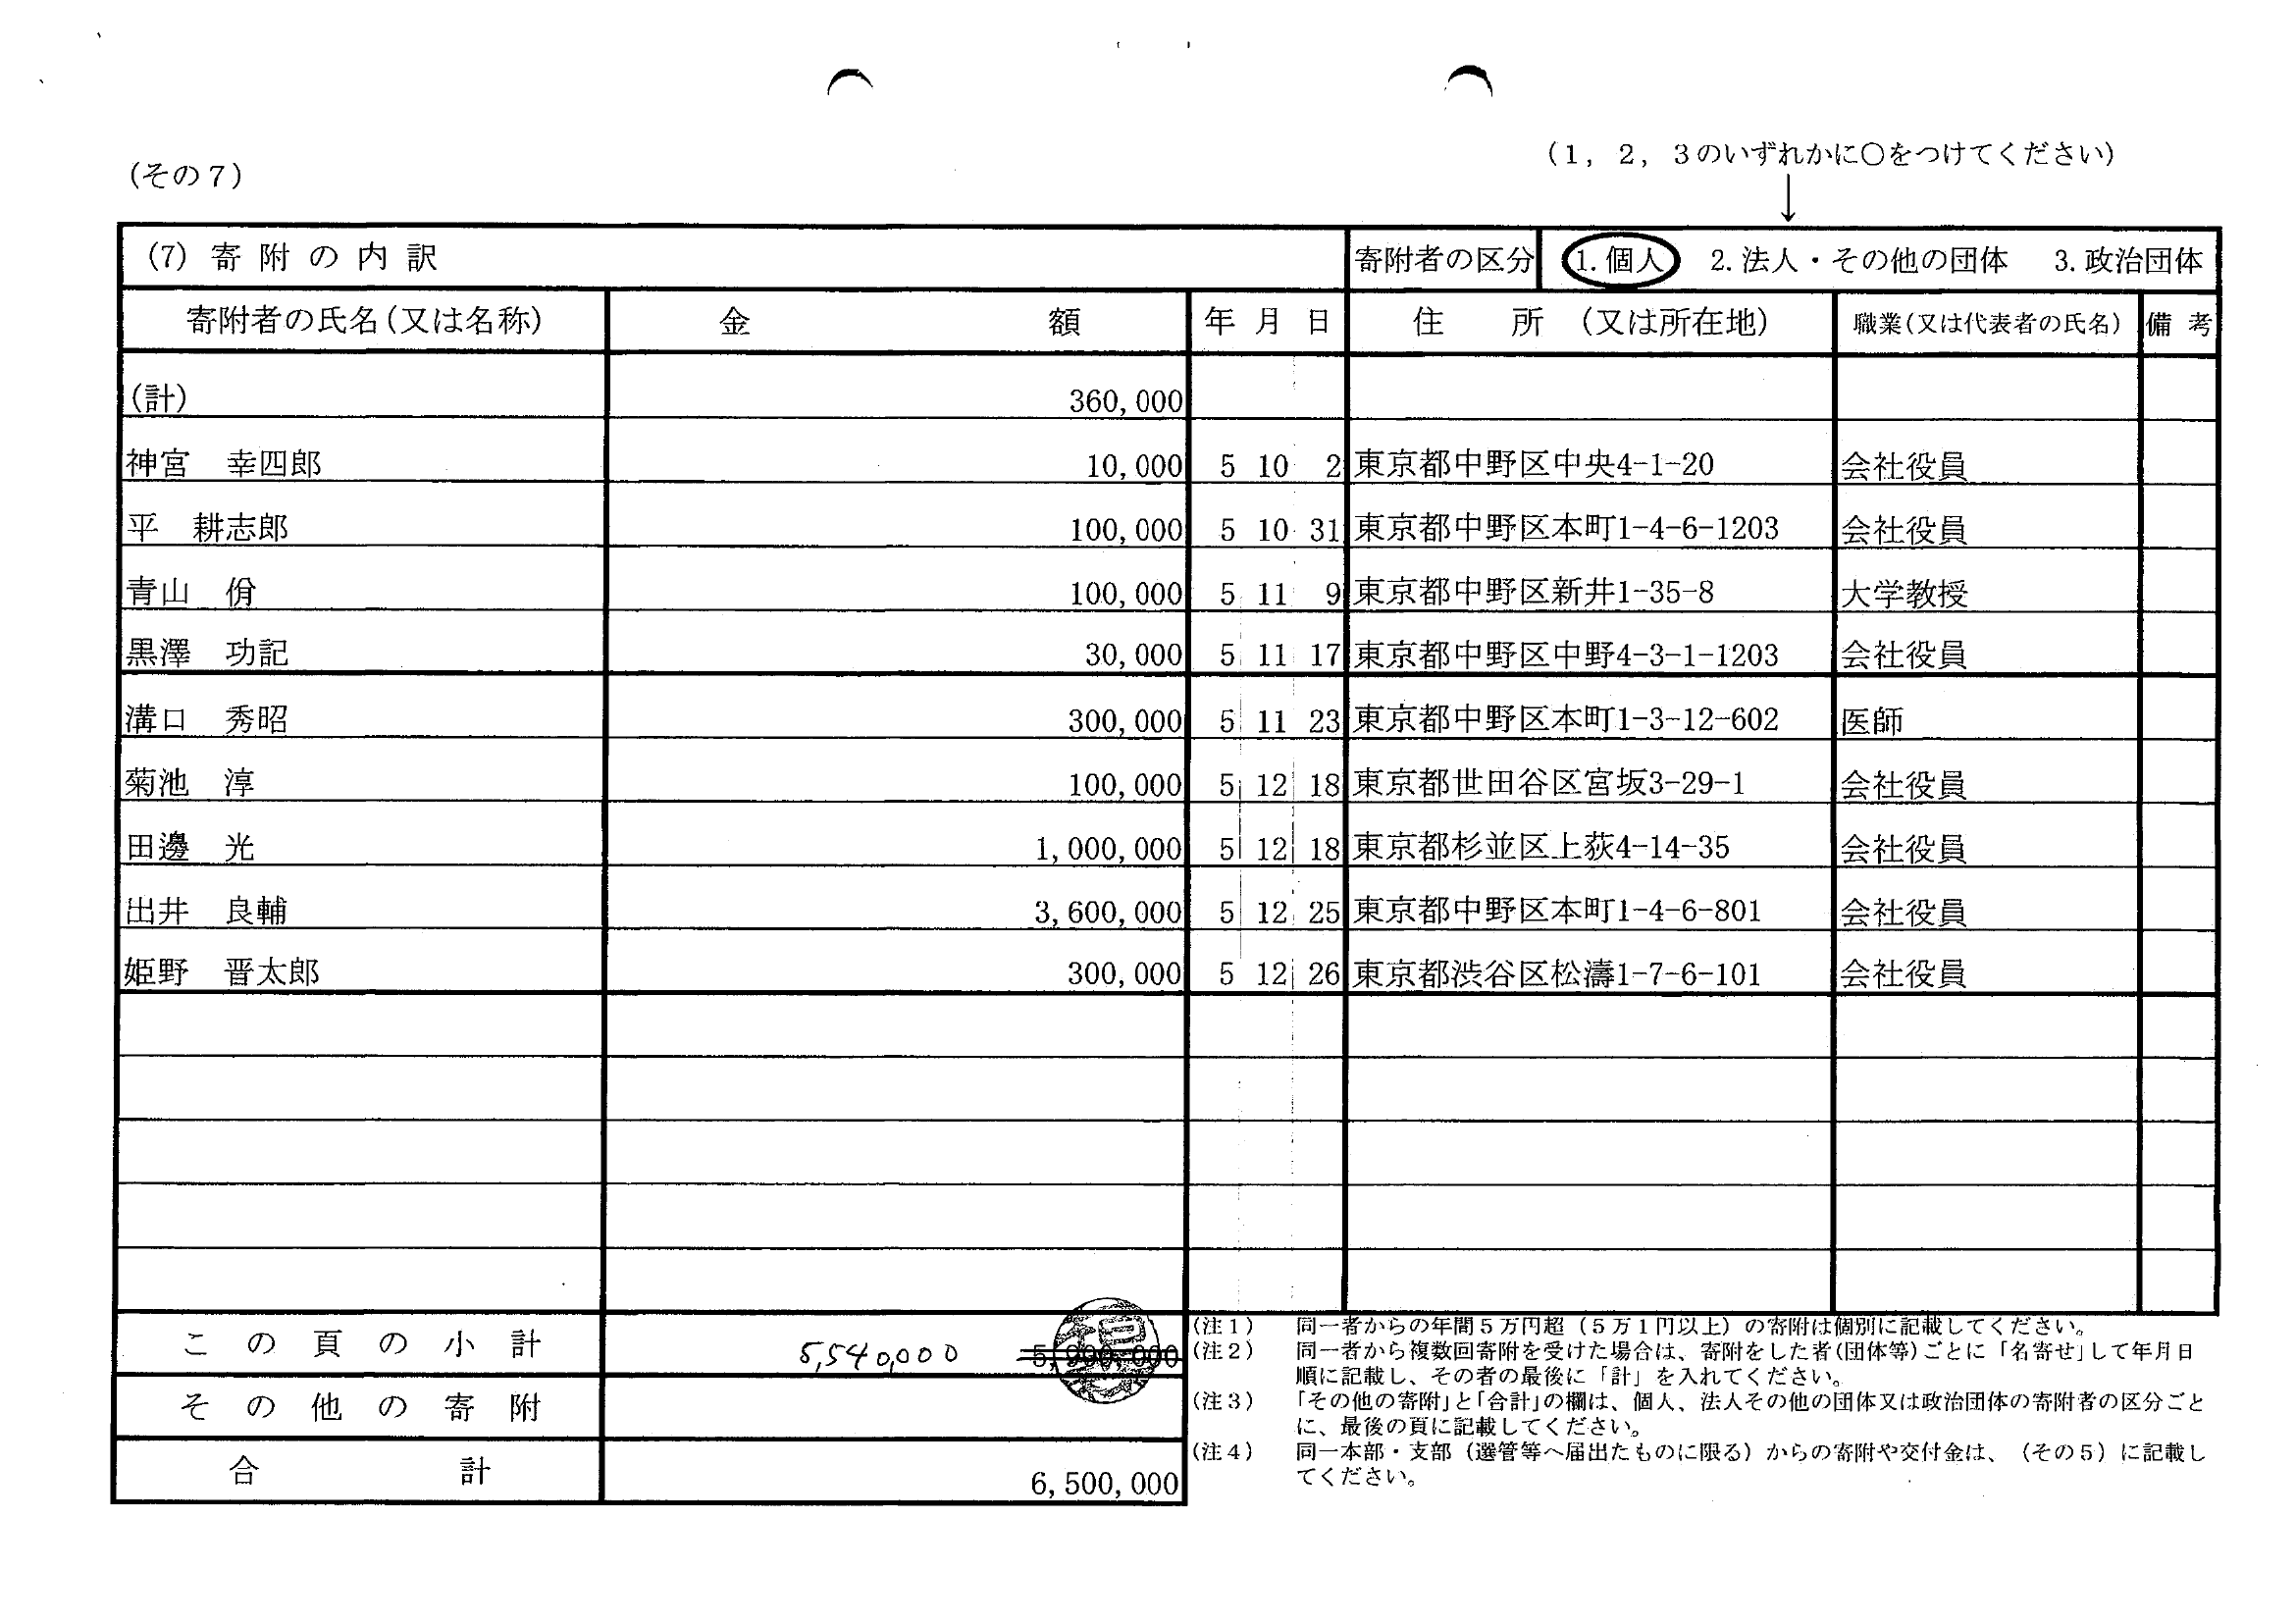 (1, 2, 3のいずれかに○をつけてください)
(その7)
↓
(7) 寄附の内訳 寄附者の区分 1.個人 2.法人・その他の団体 3.政治団体
寄附者の氏名(又は名称) 金額 年 月 日 住所 (又は所在地) 職業(又は代表者の氏名) 備考
(計) 360,000
神宮 幸四郎 10,000 5 10 2 東京都中野区中央4-1-20 会社役員
平 耕志郎 100,000 5 10 31 東京都中野区本町1-4-6-1203 会社役員
青山 佾 100,000 5 11 9 東京都中野区新井1-35-8 大学教授
黒澤 功記 30,000 5 11 17 東京都中野区中野4-3-1-1203 会社役員
溝口 秀昭 300,000 5 11 23 東京都中野区本町1-3-12-602 医師
菊池 淳 100,000 5 12 18 東京都世田谷区宮坂3-29-1 会社役員
田邊 光 1,000,000 5 12 18 東京都杉並区上荻4-14-35 会社役員
出井 良輔 3,600,000 5 12 25 東京都中野区本町1-4-6-801 会社役員
姫野 晋太郎 300,000 5 12 26 東京都渋谷区松濤1-7-6-101 会社役員
この頁の小計 5,540,000 5,900,000
その他の寄附
合計 6,500,000
(注1) 同一者からの年間5万円超(5万1円以上)の寄附は個別に記載してください。
(注2) 同一者から複数回寄附を受けた場合は、寄附をした者(団体等)ごとに「名寄せ」して年月日
順に記載し、その者の最後に「計」を入れてください。
(注3) 「その他の寄附」と「合計」の欄は、個人、法人その他の団体又は政治団体の寄附者の区分ごと
に、最後の頁に記載してください。
(注4) 同一本部・支部(選管等へ届出たものに限る)からの寄附や交付金は、(その5)に記載し
てください。